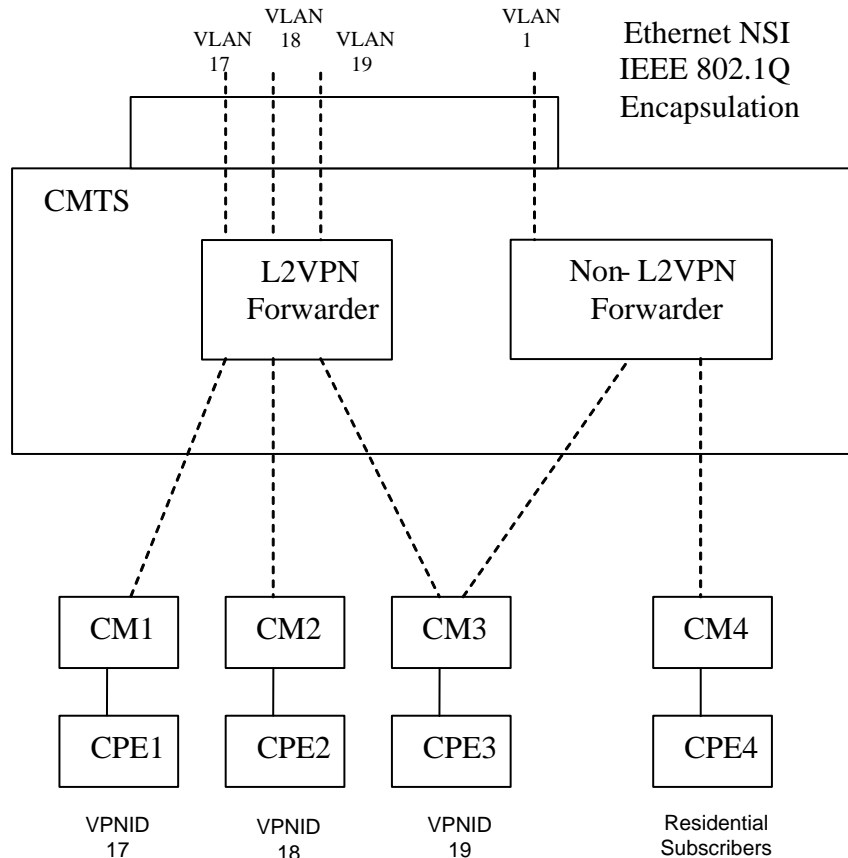 VLAN
17
VLAN
18
VLAN
19
VLAN
1
Ethernet NSI
IEEE 802.1Q
Encapsulation
CMTS
L2VPN
Forwarder
Non- L2VPN
Forwarder
CM1
CM2
CM3
CM4
CPE1
CPE2
CPE3
CPE4
VPNID
17
VPNID
18
VPNID
19
Residential
Subscribers